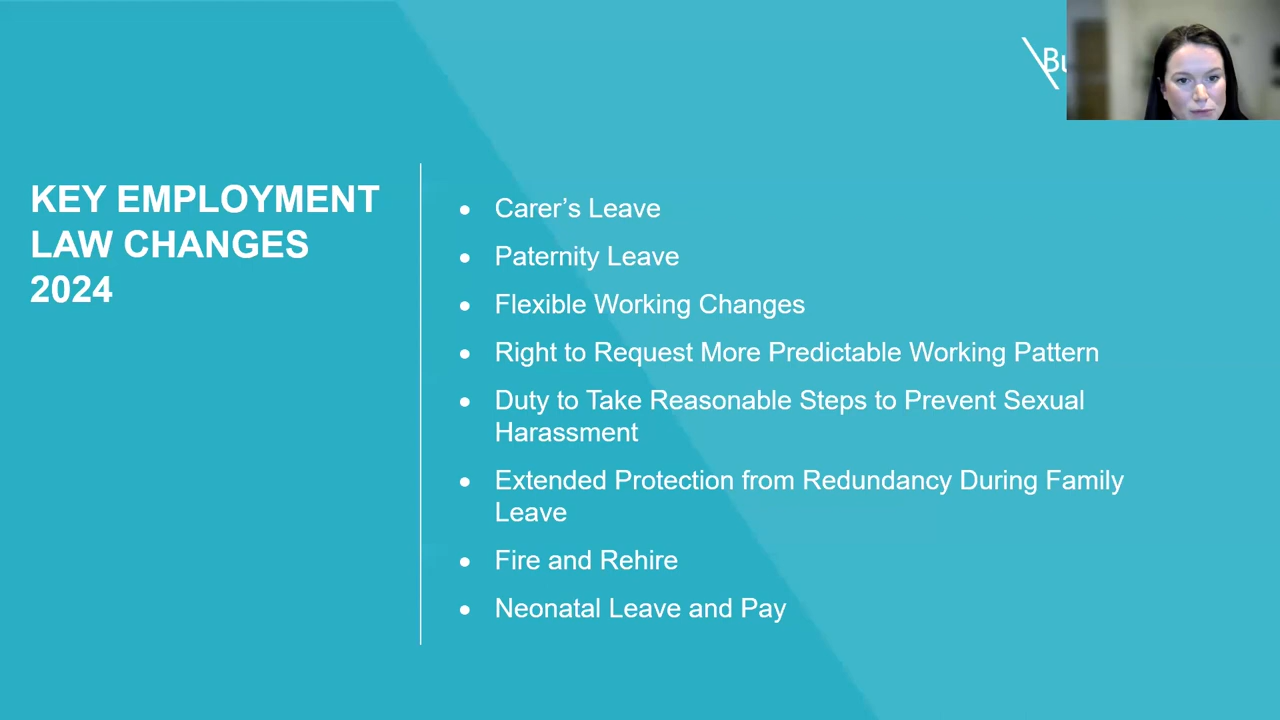 KEY EMPLOYMENT
LAW CHANGES
2024
Carer’s Leave
Paternity Leave
Flexible Working Changes
Right to Request More Predictable Working Pattern
Duty to Take Reasonable Steps to Prevent Sexual
Harassment
Extended Protection from Redundancy During Family
Leave
Fire and Rehire
Neonatal Leave and Pay